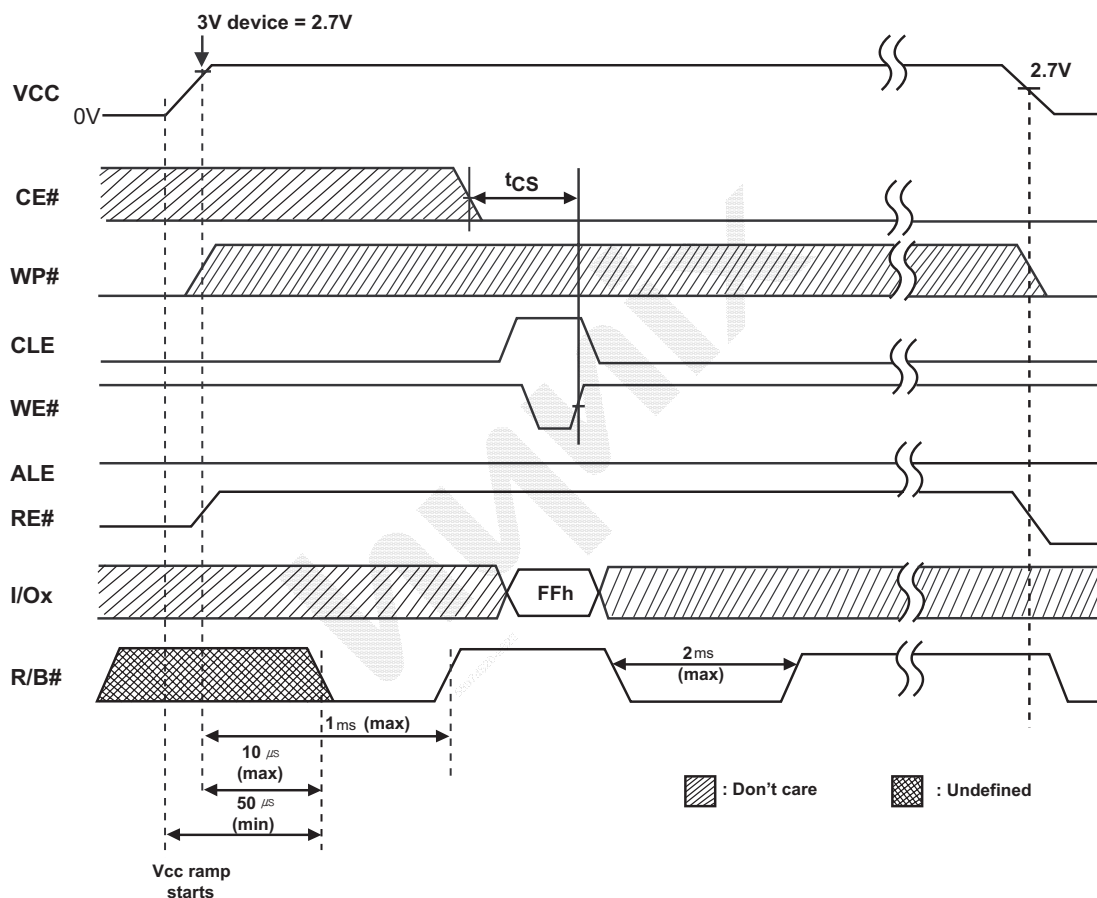 3V device = 2.7V
VCC
0V
2.7V
CE#
tCS
WP#
CLE
WE#
ALE
RE#
I/Ox
FFh
R/B#
2ms
(max)
1ms (max)
10 μs
(max)
50 μs
(min)
: Don't care
: Undefined
Vcc ramp
starts